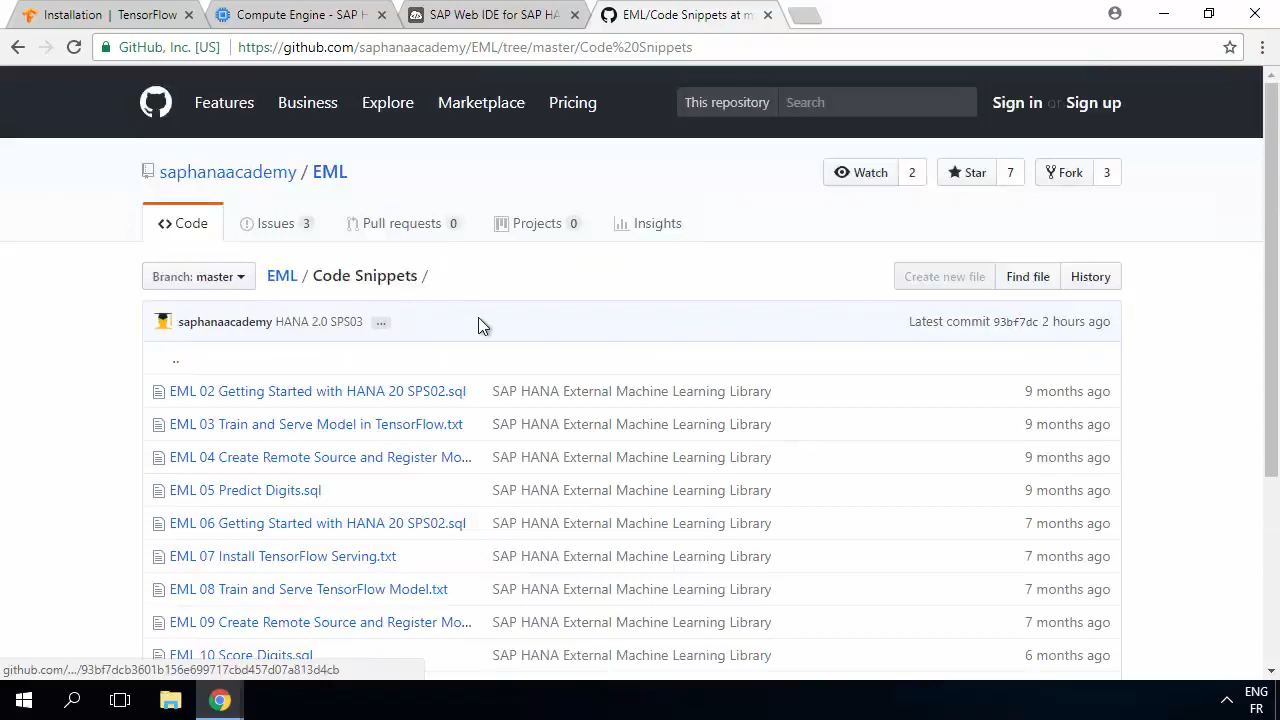 Installation | TensorFlow
Compute Engine - SAP H
SAP Web IDE for SAP HA
EML/Code Snippets at m
GitHub, Inc. [US]
https://github.com/saphanaacademy/EML/tree/master/Code%20Snippets
Features
Business
Explore
Marketplace
Pricing
This repository
Search
Sign in or Sign up
saphanaacademy / EML
Watch 2
Star 7
Fork 3
<> Code
Issues 3
Pull requests 0
Projects 0
Insights
Branch: master
EML / Code Snippets /
Create new file
Find file
History
saphanaacademy HANA 2.0 SPS03 ...
Latest commit 93bf7dc 2 hours ago
..
EML 02 Getting Started with HANA 20 SPS02.sql SAP HANA External Machine Learning Library 9 months ago
EML 03 Train and Serve Model in TensorFlow.txt SAP HANA External Machine Learning Library 9 months ago
EML 04 Create Remote Source and Register Mo... SAP HANA External Machine Learning Library 9 months ago
EML 05 Predict Digits.sql SAP HANA External Machine Learning Library 9 months ago
EML 06 Getting Started with HANA 20 SPS02.sql SAP HANA External Machine Learning Library 7 months ago
EML 07 Install TensorFlow Serving.txt SAP HANA External Machine Learning Library 7 months ago
EML 08 Train and Serve TensorFlow Model.txt SAP HANA External Machine Learning Library 7 months ago
EML 09 Create Remote Source and Register Mo... SAP HANA External Machine Learning Library 7 months ago
EML 10 Score Digits.sql SAP HANA External Machine Learning Library 6 months ago
github.com/.../93bf7dcb3601b156e699717cbd457d07a813d4cb
ENG
FR